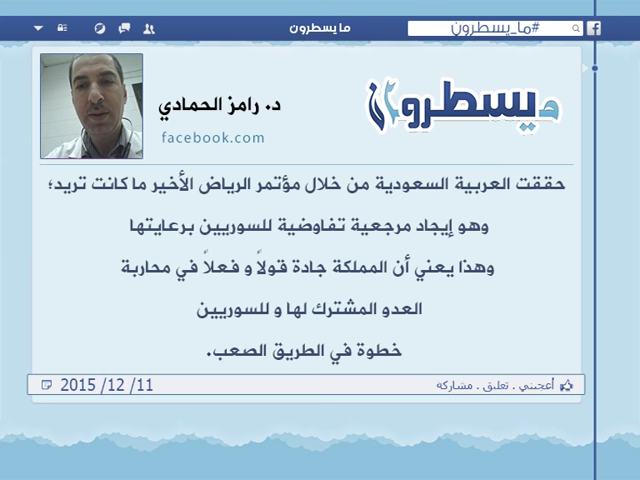 #ما_يسطرون
ما يسطرون
ما يسطرون
د. رامز الحمادي
facebook.com
حققت العربية السعودية من خلال مؤتمر الرياض الأخير ما كانت تريد؛
وهو إيجاد مرجعية تفاوضية للسوريين برعايتها
وهذا يعني أن المملكة جادة قولاً و فعلاً في محاربة
العدو المشترك لها و للسوريين
خطوة في الطريق الصعب.
أعجبني . تعليق . مشاركه
2015 /12 /11